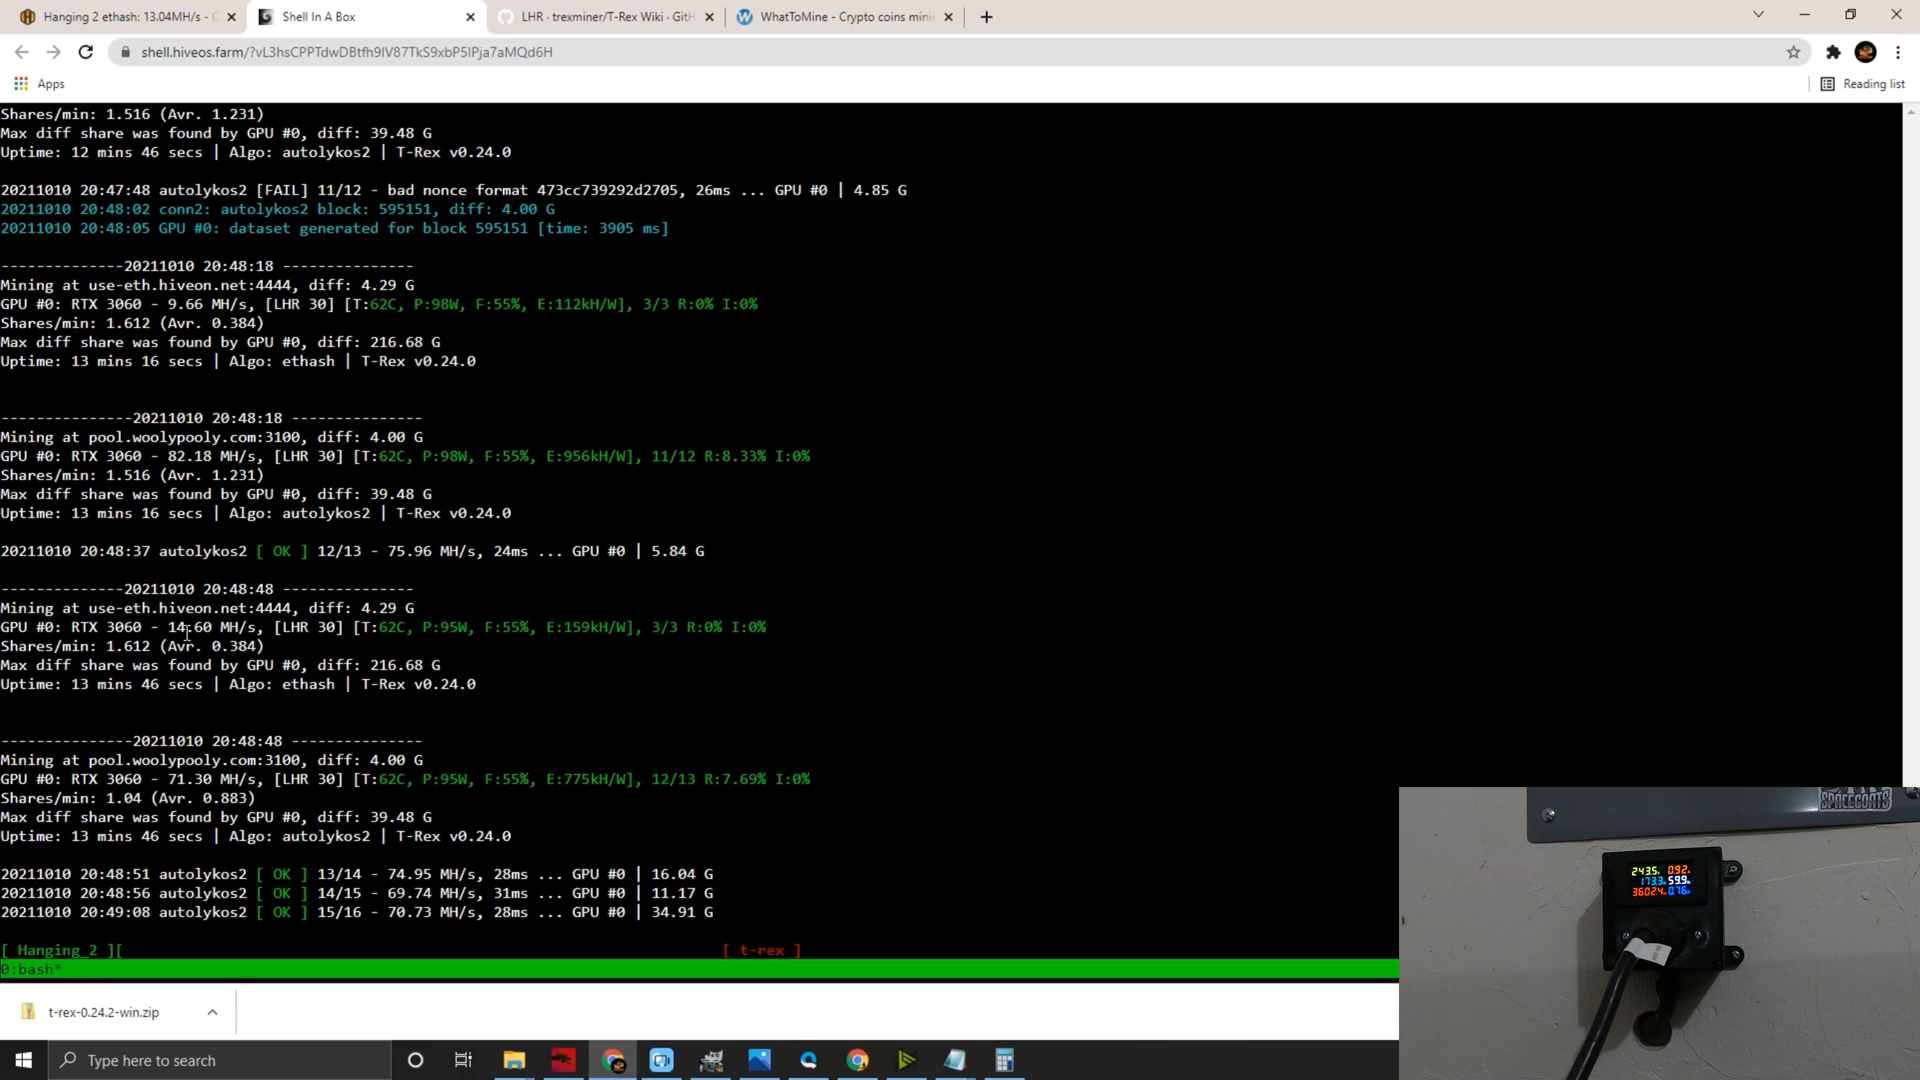 Hanging 2 ethash: 13.04MH/s - C
Shell In A Box
LHR · trexminer/T-Rex Wiki · GitH
WhatToMine - Crypto coins mini
shell.hiveos.farm/?vL3hsCPPTdwDBtfh9IV87TkS9xbP5IPja7aMQd6H
Apps
Reading list
Shares/min: 1.516 (Avr. 1.231)
Max diff share was found by GPU #0, diff: 39.48 G
Uptime: 12 mins 46 secs | Algo: autolykos2 | T-Rex v0.24.0
20211010 20:47:48 autolykos2 [FAIL] 11/12 - bad nonce format 473cc739292d2705, 26ms ... GPU #0 | 4.85 G
20211010 20:48:02 conn2: autolykos2 block: 595151, diff: 4.00 G
20211010 20:48:05 GPU #0: dataset generated for block 595151 [time: 3905 ms]
--------------20211010 20:48:18 ---------------
Mining at use-eth.hiveon.net:4444, diff: 4.29 G
GPU #0: RTX 3060 - 9.66 MH/s, [LHR 30] [T:62C, P:98W, F:55%, E:112kH/W], 3/3 R:0% I:0%
Shares/min: 1.612 (Avr. 0.384)
Max diff share was found by GPU #0, diff: 216.68 G
Uptime: 13 mins 16 secs | Algo: ethash | T-Rex v0.24.0
---------------20211010 20:48:18 ---------------
Mining at pool.woolypooly.com:3100, diff: 4.00 G
GPU #0: RTX 3060 - 82.18 MH/s, [LHR 30] [T:62C, P:98W, F:55%, E:956kH/W], 11/12 R:8.33% I:0%
Shares/min: 1.516 (Avr. 1.231)
Max diff share was found by GPU #0, diff: 39.48 G
Uptime: 13 mins 16 secs | Algo: autolykos2 | T-Rex v0.24.0
20211010 20:48:37 autolykos2 [ OK ] 12/13 - 75.96 MH/s, 24ms ... GPU #0 | 5.84 G
--------------20211010 20:48:48 ---------------
Mining at use-eth.hiveon.net:4444, diff: 4.29 G
GPU #0: RTX 3060 - 14.60 MH/s, [LHR 30] [T:62C, P:95W, F:55%, E:159kH/W], 3/3 R:0% I:0%
Shares/min: 1.612 (Avr. 0.384)
Max diff share was found by GPU #0, diff: 216.68 G
Uptime: 13 mins 46 secs | Algo: ethash | T-Rex v0.24.0
---------------20211010 20:48:48 ---------------
Mining at pool.woolypooly.com:3100, diff: 4.00 G
GPU #0: RTX 3060 - 71.30 MH/s, [LHR 30] [T:62C, P:95W, F:55%, E:775kH/W], 12/13 R:7.69% I:0%
Shares/min: 1.04 (Avr. 0.883)
Max diff share was found by GPU #0, diff: 39.48 G
Uptime: 13 mins 46 secs | Algo: autolykos2 | T-Rex v0.24.0
20211010 20:48:51 autolykos2 [ OK ] 13/14 - 74.95 MH/s, 28ms ... GPU #0 | 16.04 G
20211010 20:48:56 autolykos2 [ OK ] 14/15 - 69.74 MH/s, 31ms ... GPU #0 | 11.17 G
20211010 20:49:08 autolykos2 [ OK ] 15/16 - 70.73 MH/s, 28ms ... GPU #0 | 34.91 G
[ Hanging_2 ][ [ t-rex ]
0:bash*
SPACEGOATS
243.5 0.92
173.3 59.9
36024 0.76
t-rex-0.24.2-win.zip
Type here to search